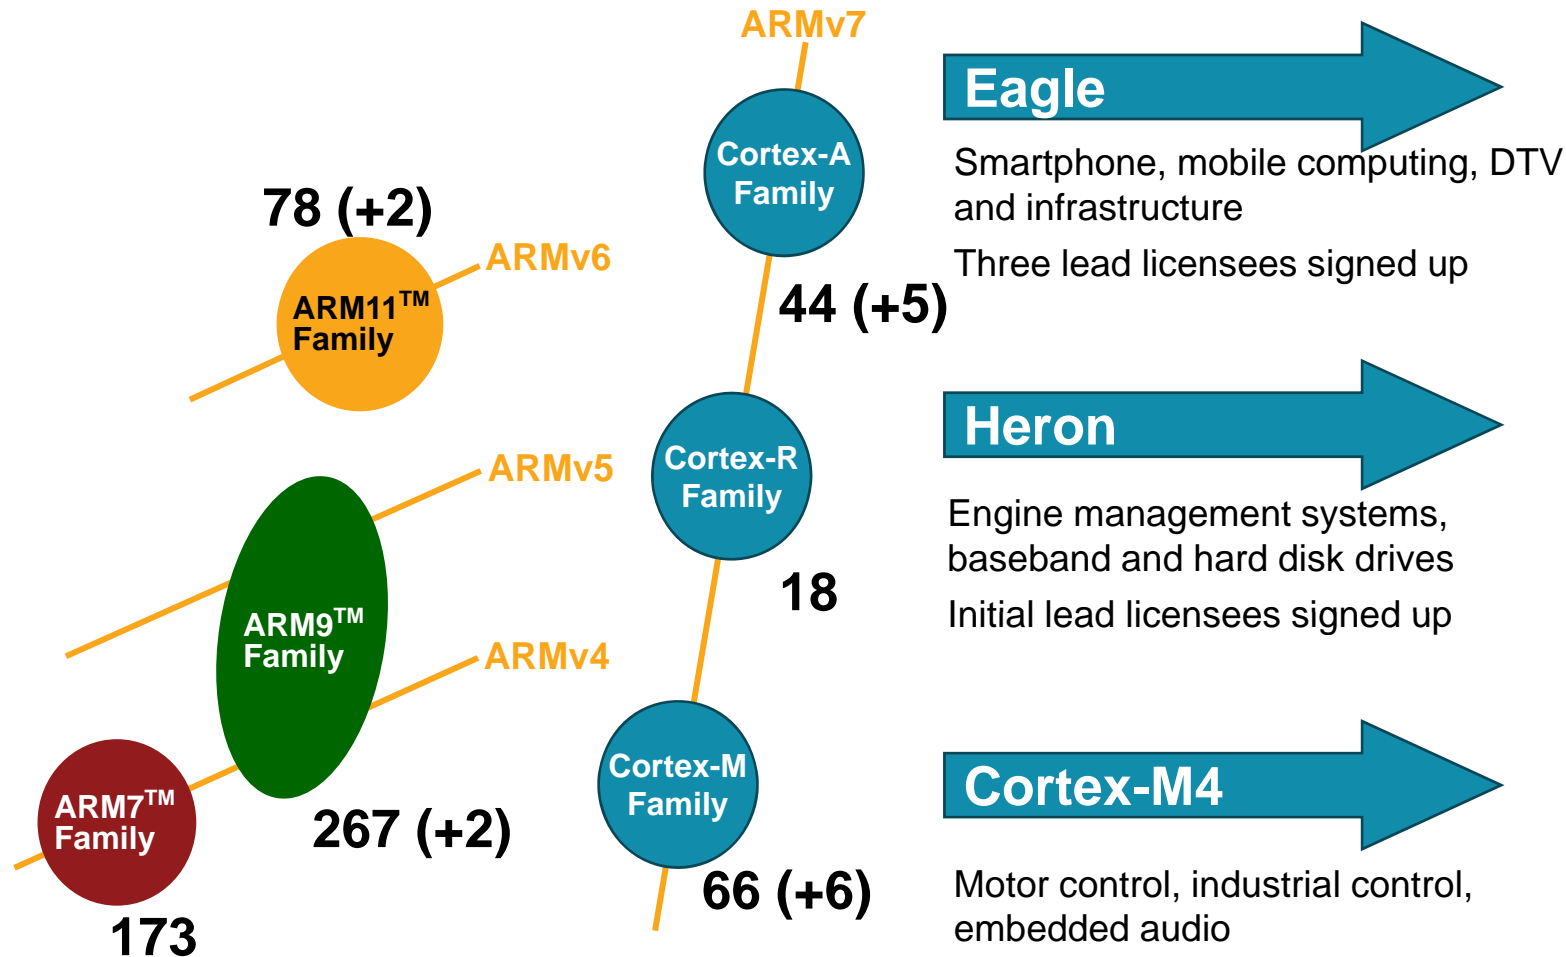 ARMv7
Eagle
Cortex-A
Family
Smartphone, mobile computing, DTV
and infrastructure
Three lead licensees signed up
78 (+2)
ARMv6
ARM11™
Family
44 (+5)
Heron
ARMv5
Cortex-R
Family
Engine management systems,
baseband and hard disk drives
Initial lead licensees signed up
18
ARM9™
Family
ARMv4
Cortex-M
Family
Cortex-M4
ARM7™
Family
267 (+2)
66 (+6)
Motor control, industrial control,
embedded audio
173